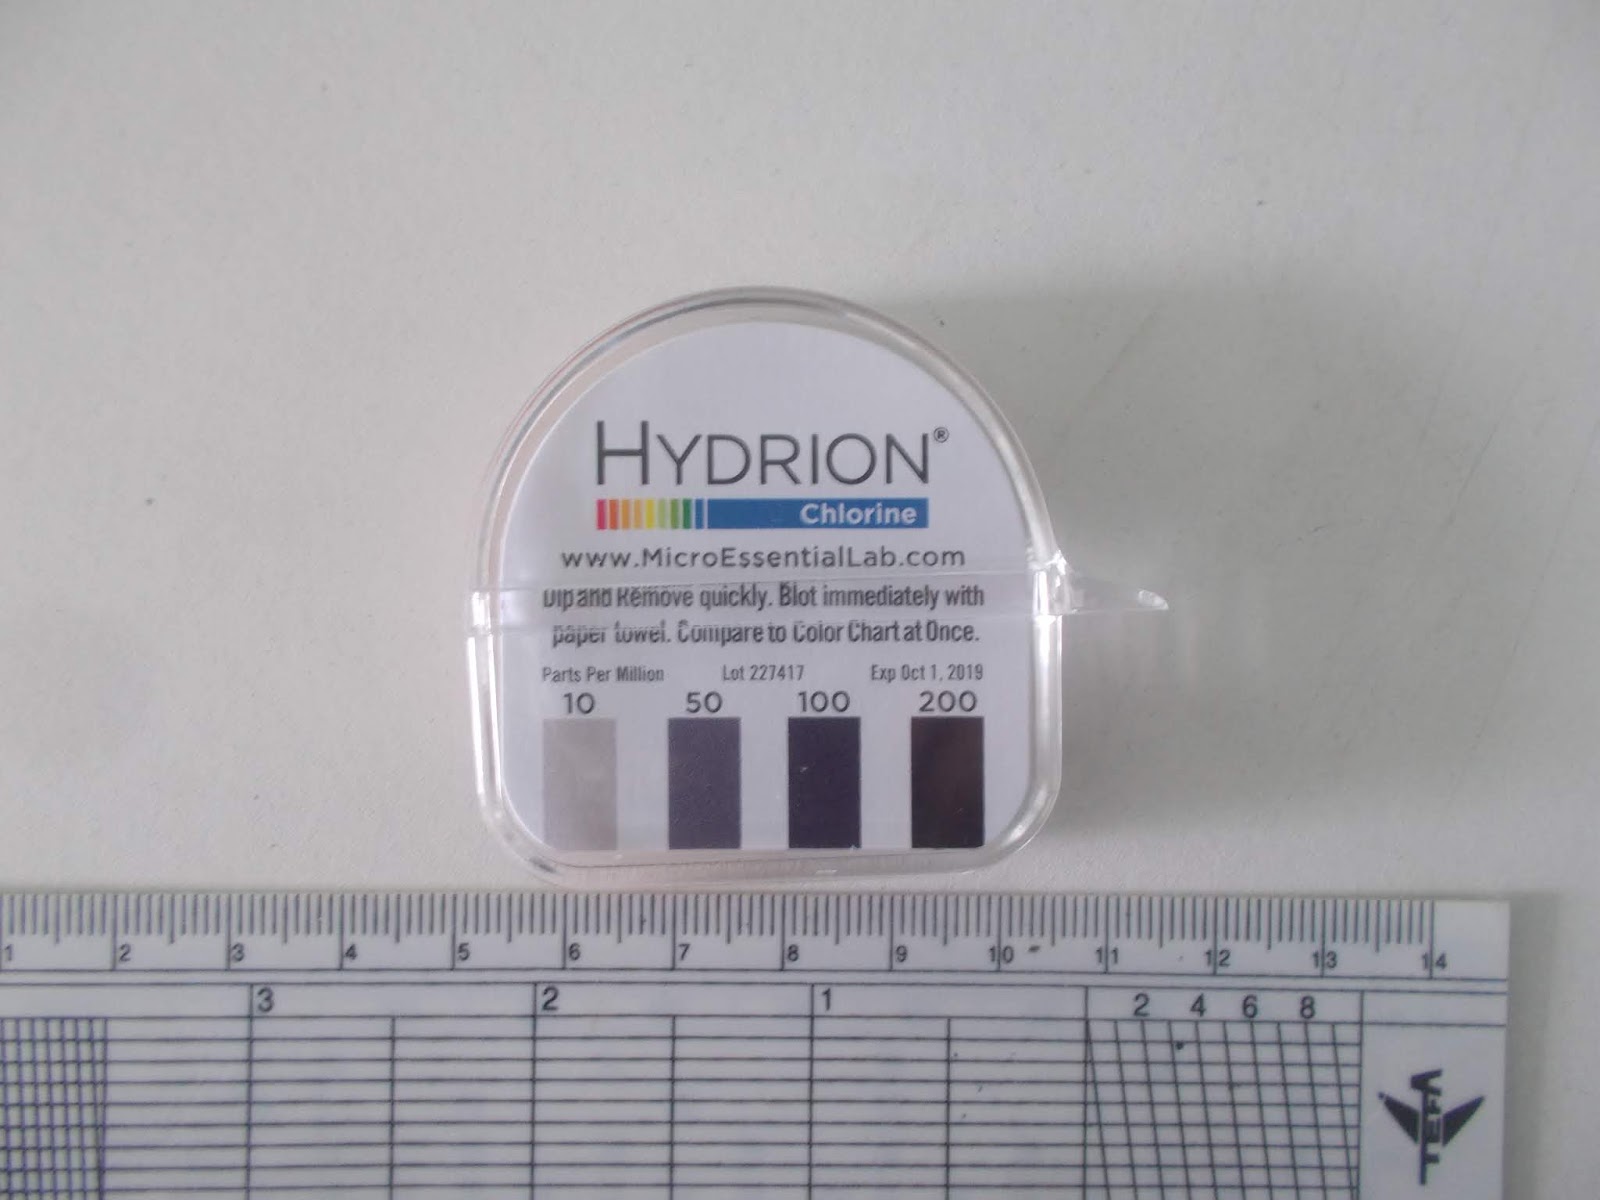 HYDRION®
Chlorine
www.MicroEssentialLab.com
Dip and Remove quickly. Blot immediately with
paper towel. Compare to Color Chart at Once.
Parts Per Million Lot 227417 Exp Oct 1, 2019
10 50 100 200
1 2 3 4 5 6 7 8 9 10 11 12 13 14
3 2 1 2 4 6 8
TEFA